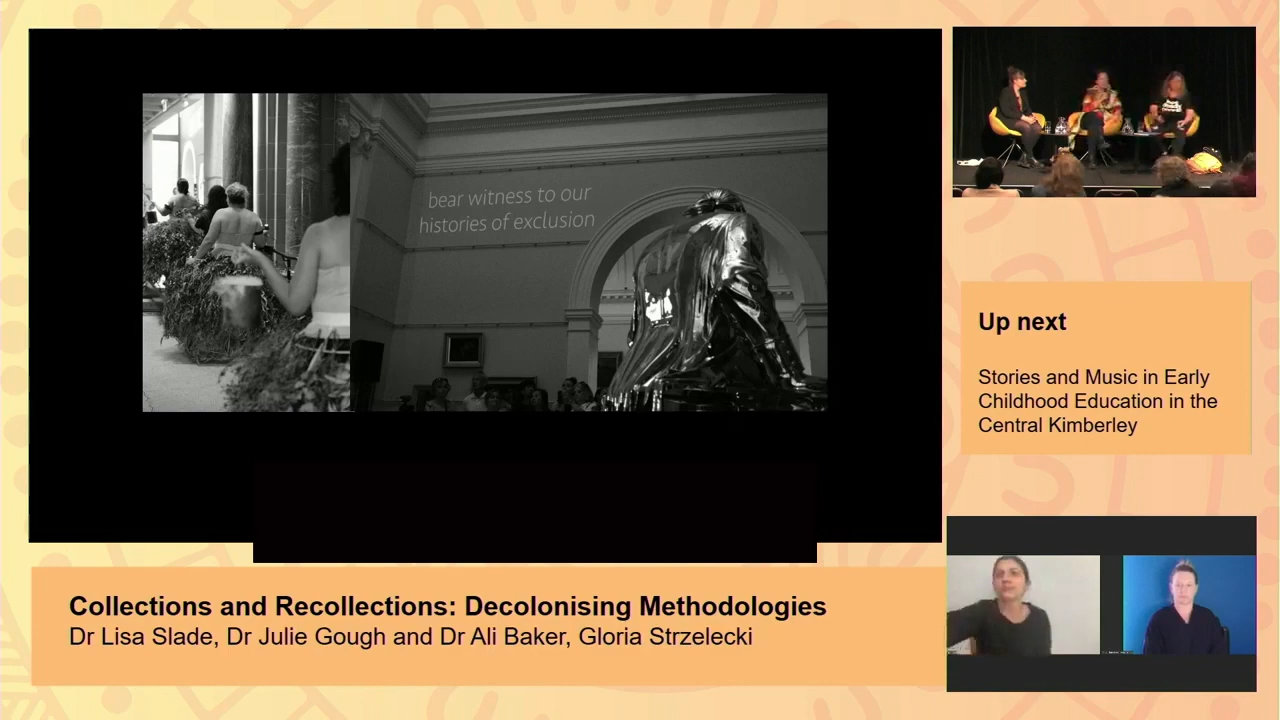 bear witness to our
histories of exclusion
Up next
Stories and Music in Early
Childhood Education in the
Central Kimberley
Collections and Recollections: Decolonising Methodologies
Dr Lisa Slade, Dr Julie Gough and Dr Ali Baker, Gloria Strzelecki